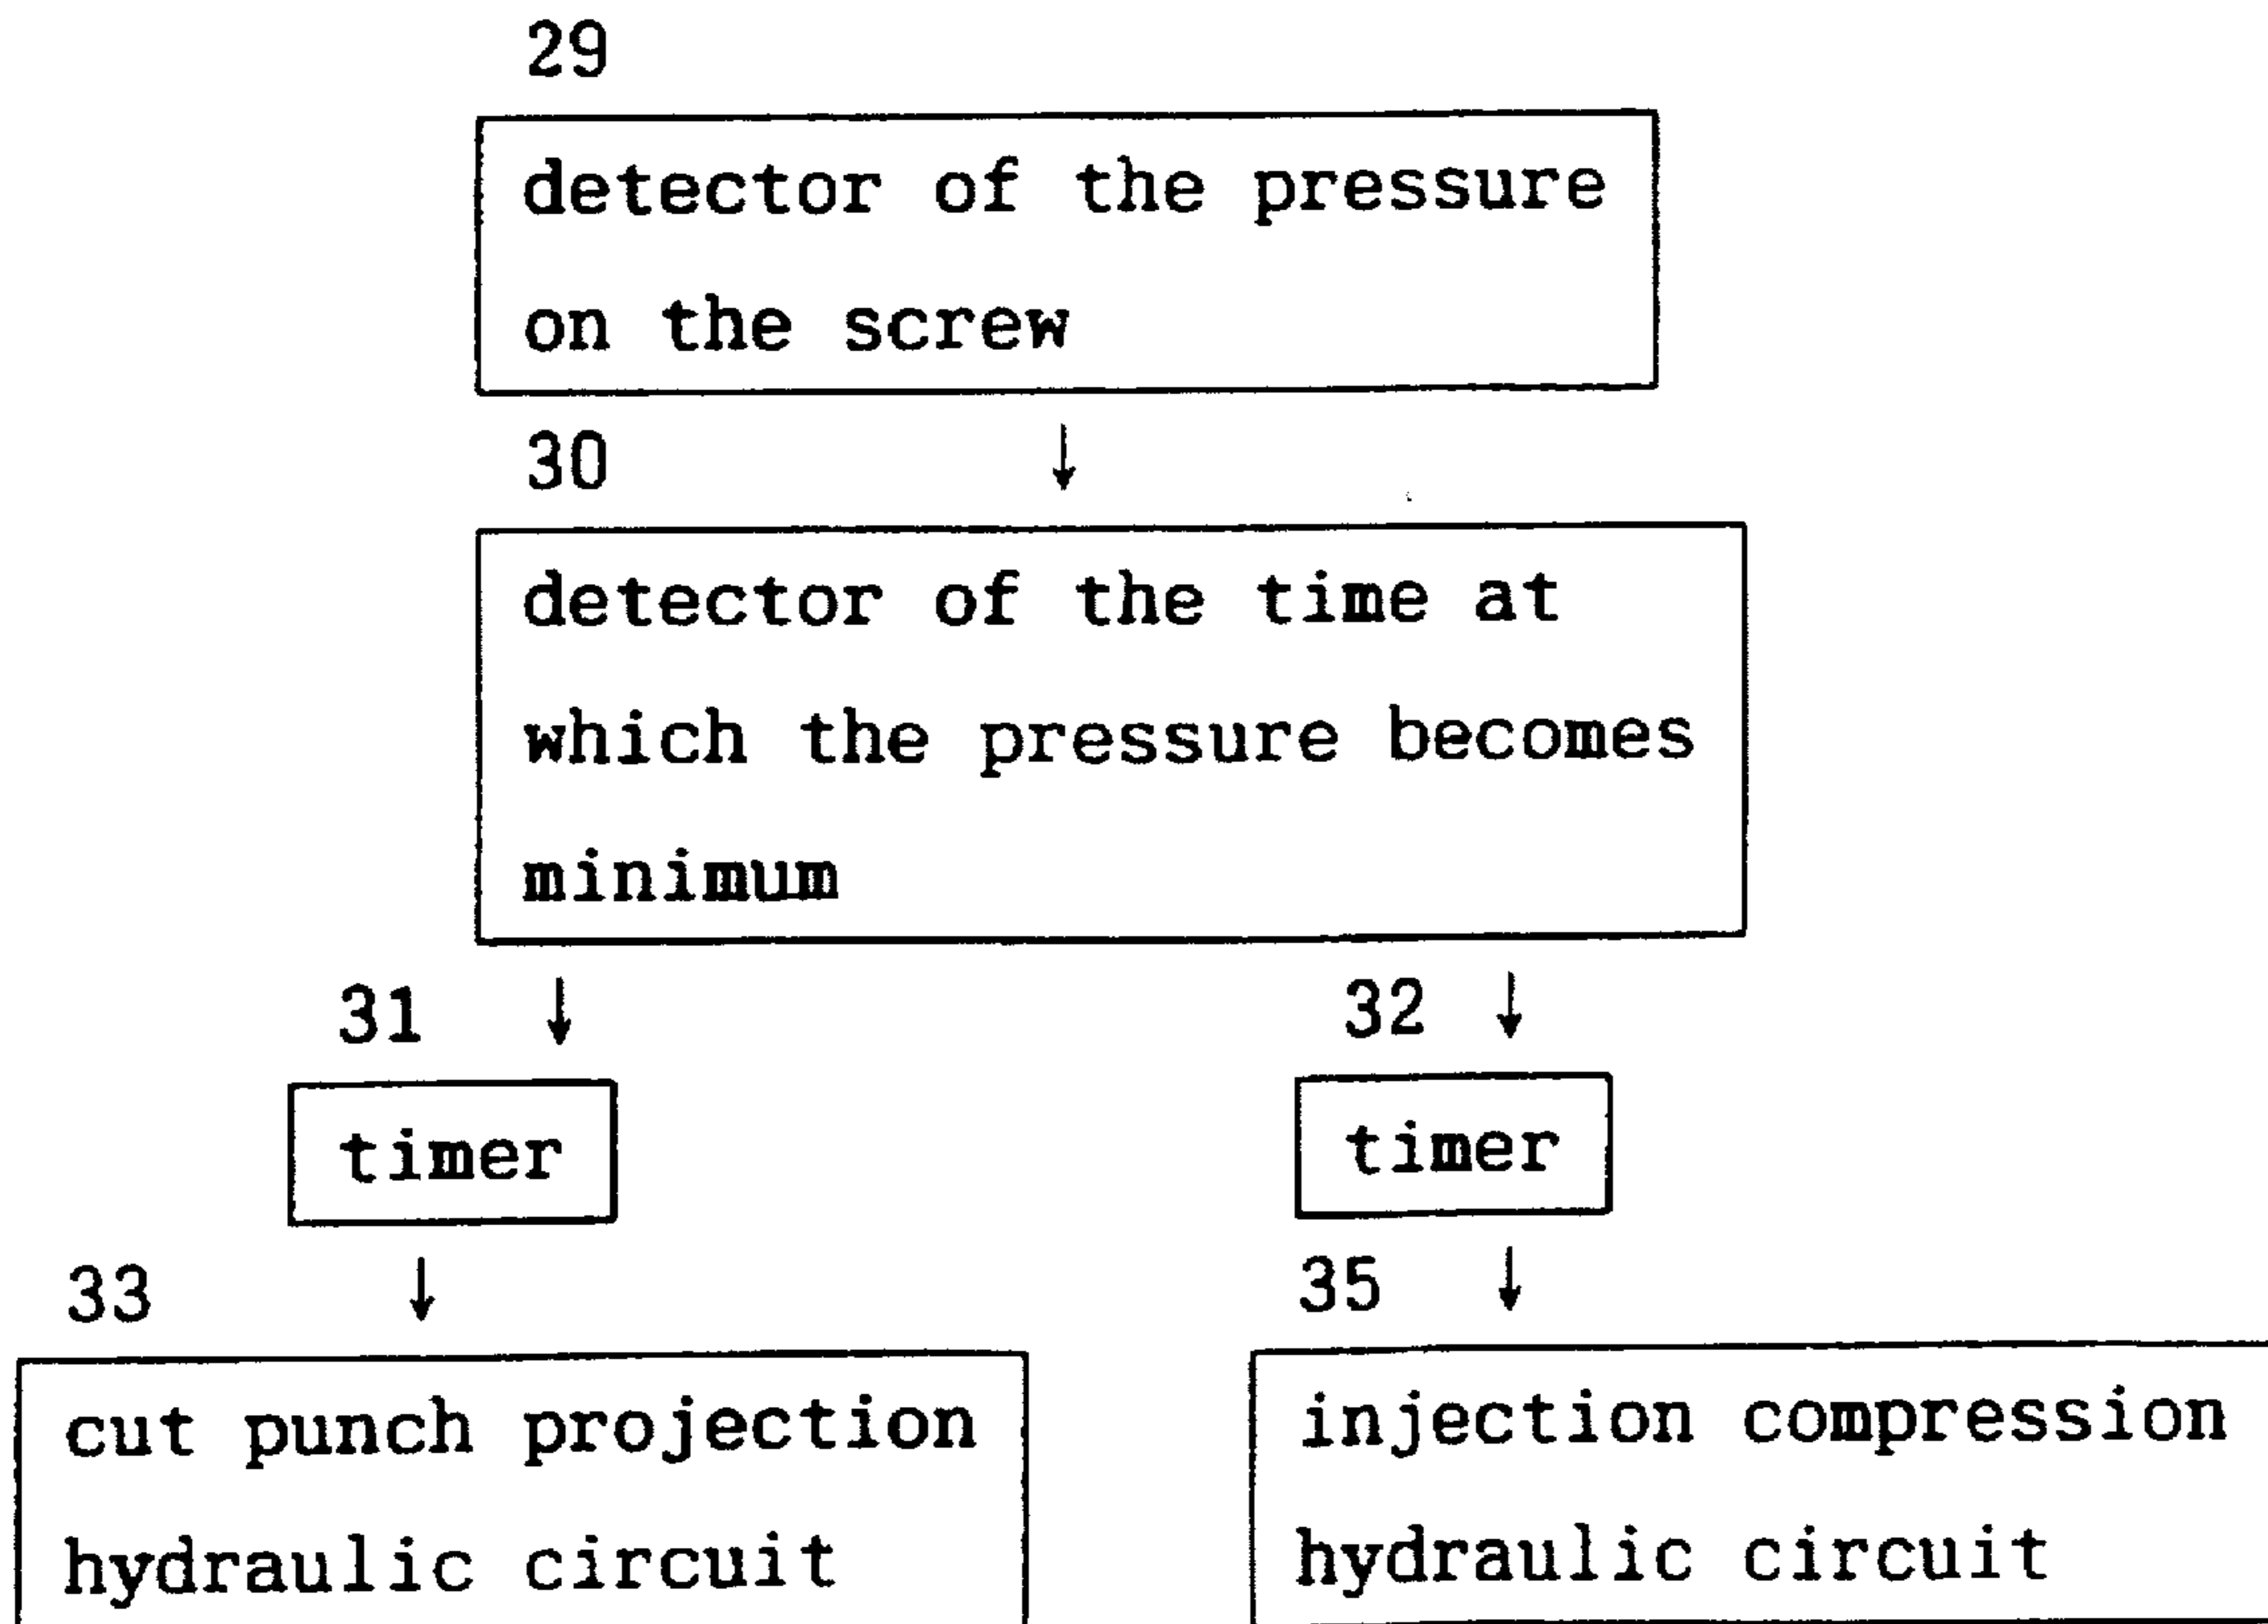 29
detector of the pressure
on the screw
30
detector of the time at
which the pressure becomes
minimum
31
32
timer
timer
33
35
cut punch projection
hydraulic circuit
injection compression
hydraulic circuit